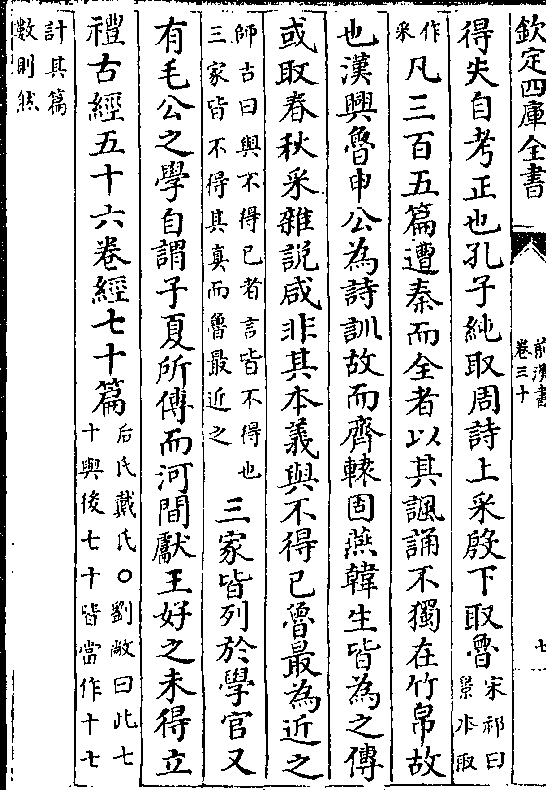 欽定四庫全書
前漢書
卷三十
七
得失自考正也孔子純取周詩上采殷下取魯宋祁曰景本取
作采凡三百五篇遭秦而全者以其諷誦不獨在竹帛故
也漢興魯申公為詩訓故而齊轅固燕韓生皆為之傳
或取春秋采雜説咸非其本義與不得已魯最為近之
師古曰與不得已者言皆不得也三家皆不得其真而魯最近之三家皆列於學官又
有毛公之學自謂子夏所傳而河間獻王好之未得立
禮古經五十六卷經七十篇后氏戴氏○劉敞曰此七十與後七十皆當作十七
計其篇數則然